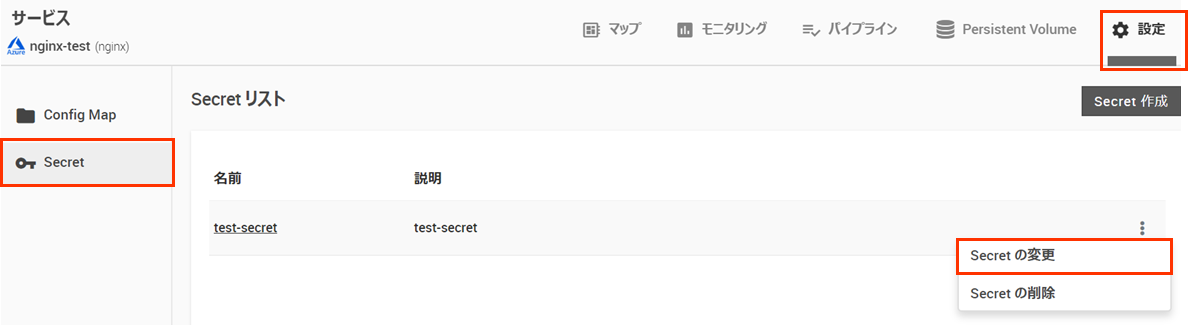 サービス
Azure nginx-test (nginx)
マップ モニタリング パイプライン Persistent Volume 設定
Config Map
Secret
Secret リスト
Secret 作成
名前 説明
test-secret test-secret
Secret の変更
Secret の削除